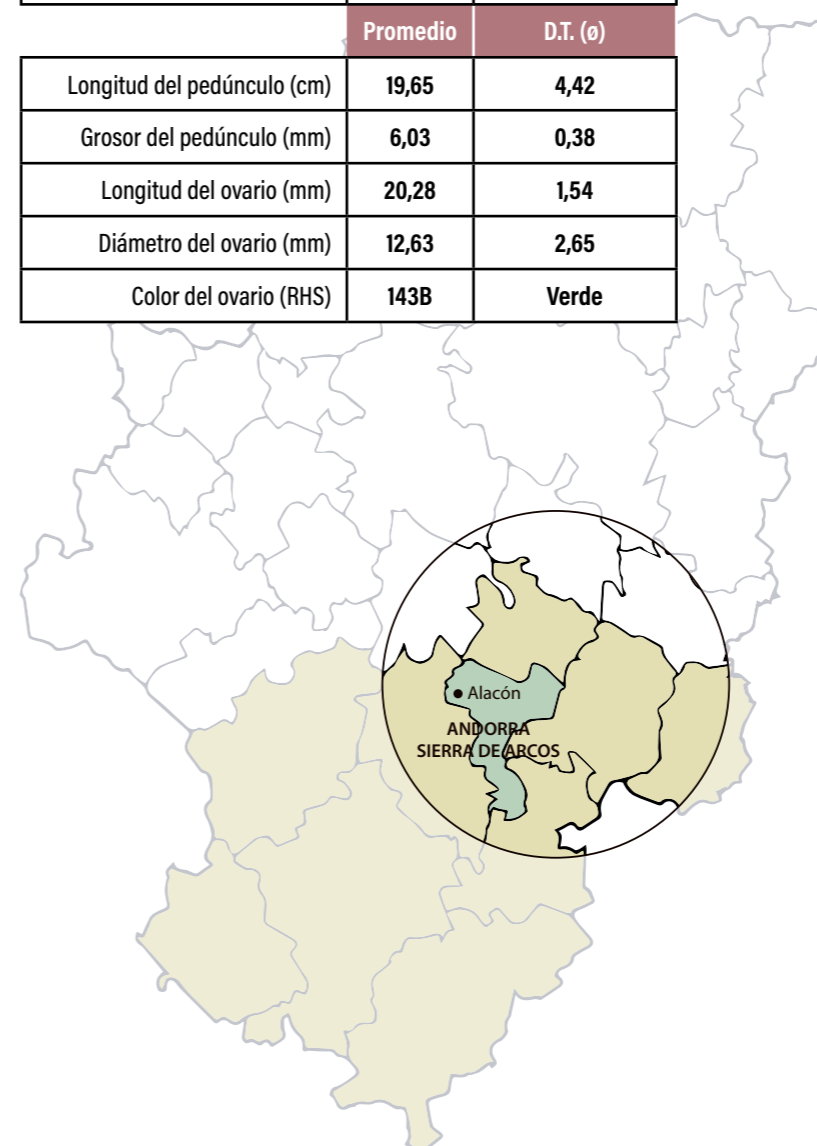 Promedio D.T. (ø)
Longitud del pedúnculo (cm) 19,65 4,42
Grosor del pedúnculo (mm) 6,03 0,38
Longitud del ovario (mm) 20,28 1,54
Diámetro del ovario (mm) 12,63 2,65
Color del ovario (RHS) 143B Verde
Alacón
ANDORRA
SIERRA DE ARCOS